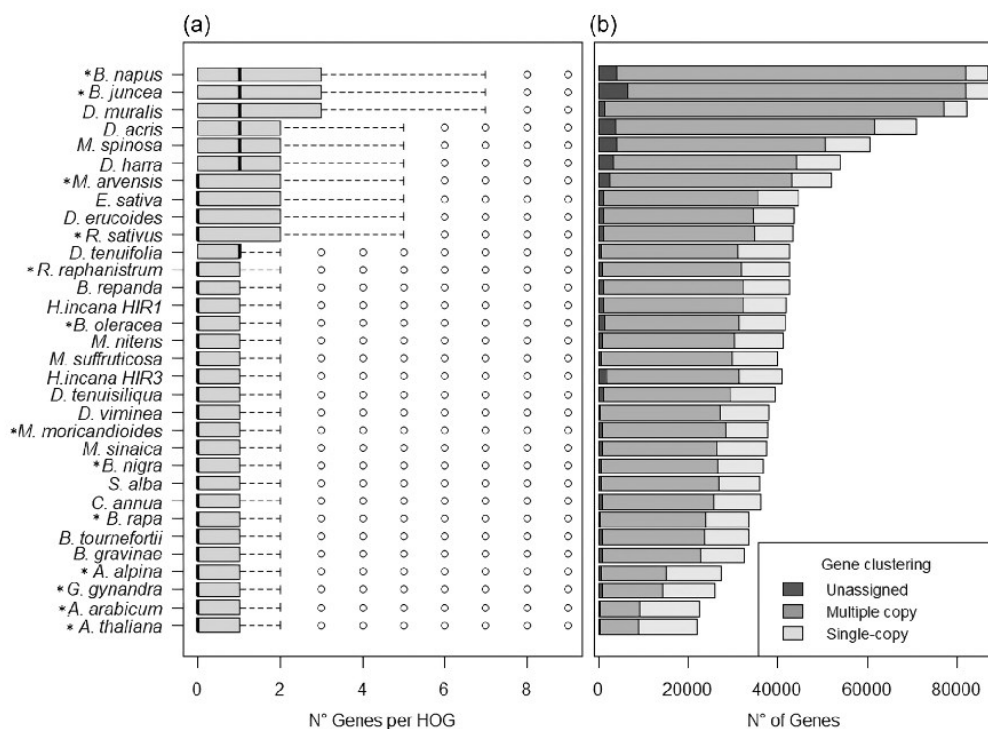 (a)
(b)
*B. napus
*B. juncea
D. muralis
D. acris
M. spinosa
D. harra
*M. arvensis
E. sativa
D. erucoides
*R. sativus
D. tenuifolia
*R. raphanistrum
B. repanda
H.incana HIR1
*B. oleracea
M. nitens
M. suffruticosa
H.incana HIR3
D. tenuisiliqua
D. viminea
*M. moricandioides
M. sinaica
*B. nigra
S. alba
C. annua
* B. rapa
B. tournefortii
B. gravinae
* A. alpina
*G. gynandra
*A. arabicum
* A. thaliana
0 2 4 6 8
N° Genes per HOG
Gene clustering
Unassigned
Multiple copy
Single-copy
0 20000 40000 60000 80000
N° of Genes